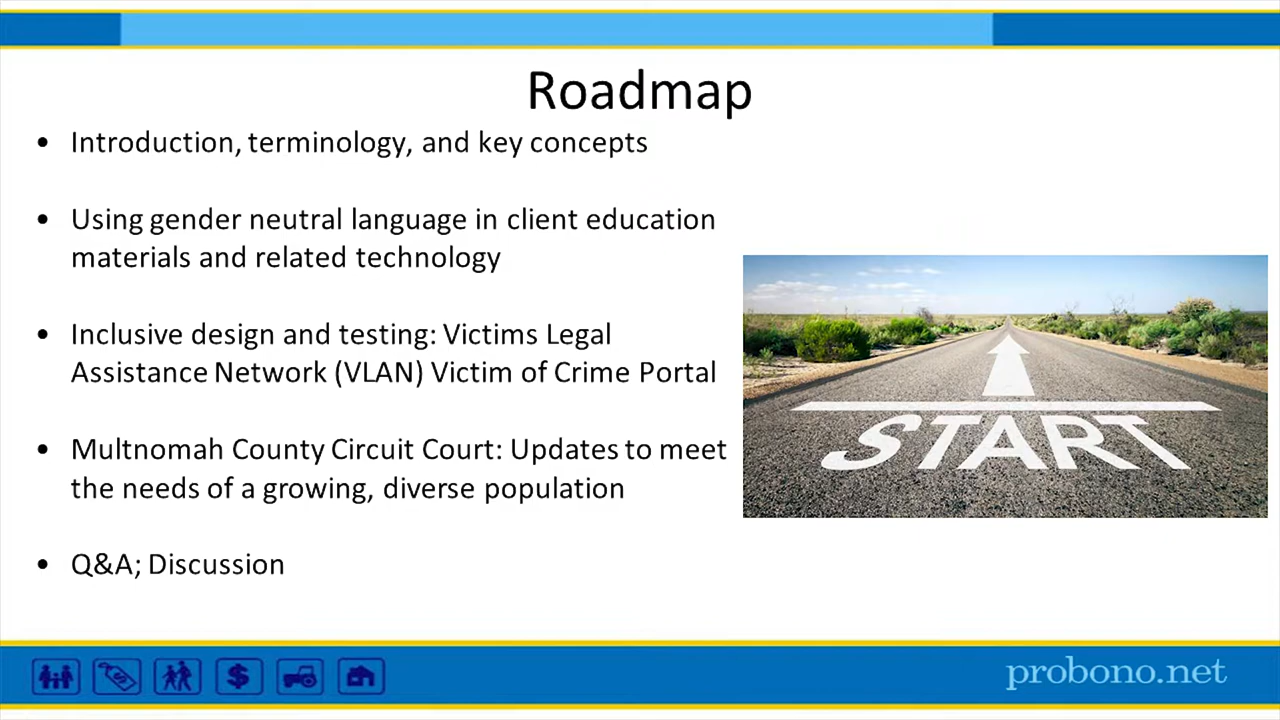 Roadmap
• Introduction, terminology, and key concepts
• Using gender neutral language in client education
materials and related technology
• Inclusive design and testing: Victims Legal
Assistance Network (VLAN) Victim of Crime Portal
• Multnomah County Circuit Court: Updates to meet
the needs of a growing, diverse population
• Q&A; Discussion
START
$
probono.net